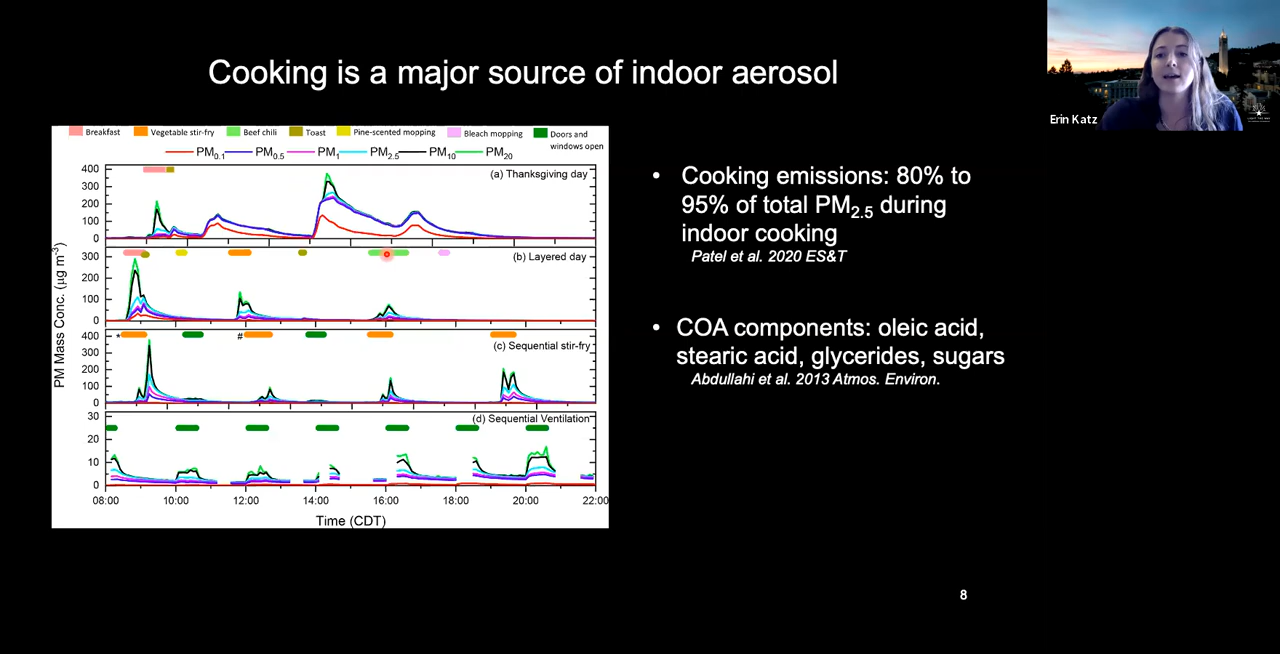 Cooking is a major source of indoor aerosol
Erin Katz
Breakfast Vegetable stir-fry Beef chili Toast Pine-scented mopping Bleach mopping Doors and
windows open
PM0.1 PM0.5 PM1 PM2.5 PM10 PM20
PM Mass Conc. (µg m-3)
400
300
200
100
0
(a) Thanksgiving day
300
200
100
0
(b) Layered day
400
300
200
100
0
* #
(c) Sequential stir-fry
30
20
10
0
(d) Sequential Ventilation
08:00 10:00 12:00 14:00 16:00 18:00 20:00 22:00
Time (CDT)
• Cooking emissions: 80% to
95% of total PM2.5 during
indoor cooking
Patel et al. 2020 ES&T
• COA components: oleic acid,
stearic acid, glycerides, sugars
Abdullahi et al. 2013 Atmos. Environ.
8